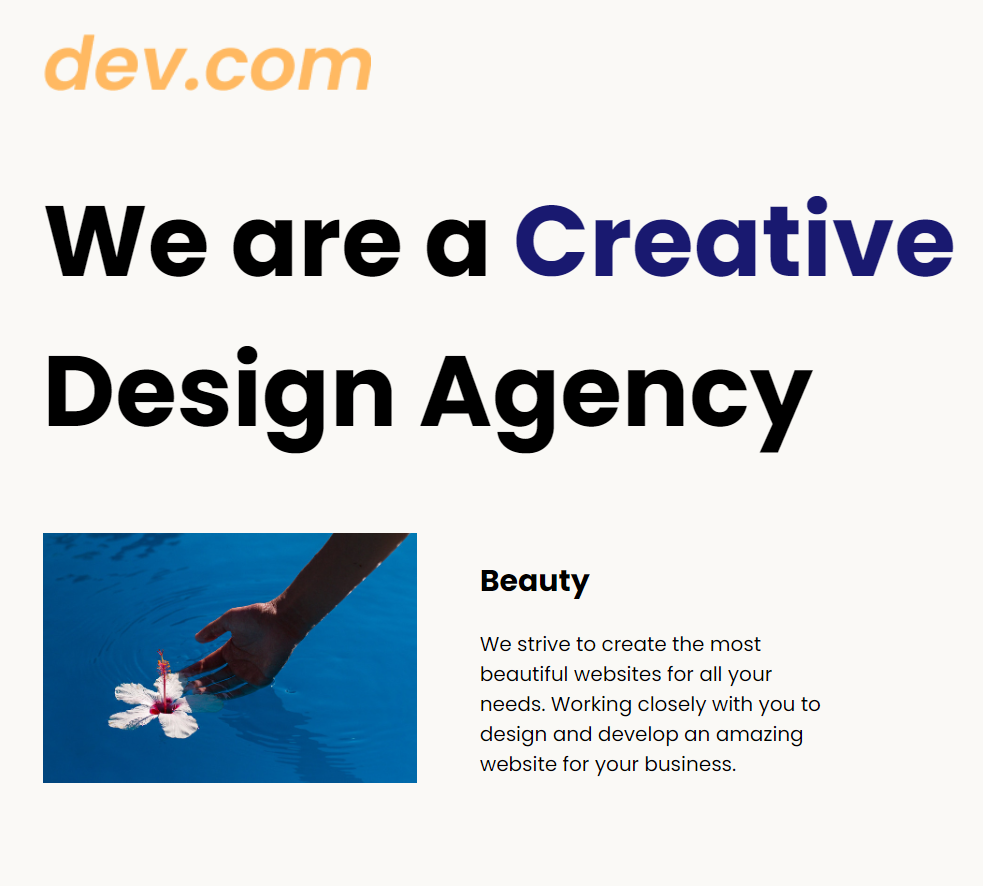 dev.com
We are a Creative
Design Agency
Beauty
We strive to create the most
beautiful websites for all your
needs. Working closely with you to
design and develop an amazing
website for your business.